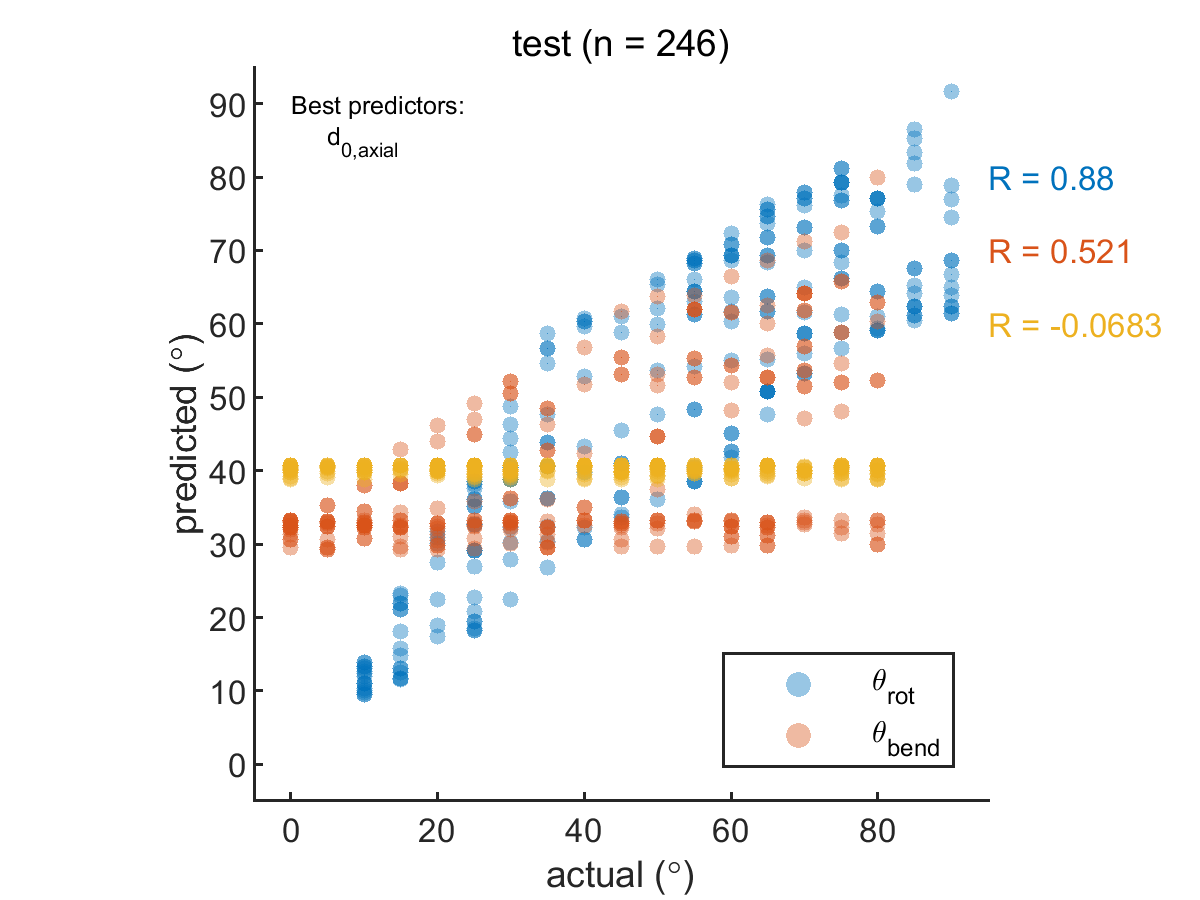 test (n = 246)
Best predictors:
d0,axial
90
80
70
60
50
40
30
20
10
0
predicted (°)
R = 0.88
R = 0.521
R = -0.0683
θrot
θbend
0 20 40 60 80
actual (°)